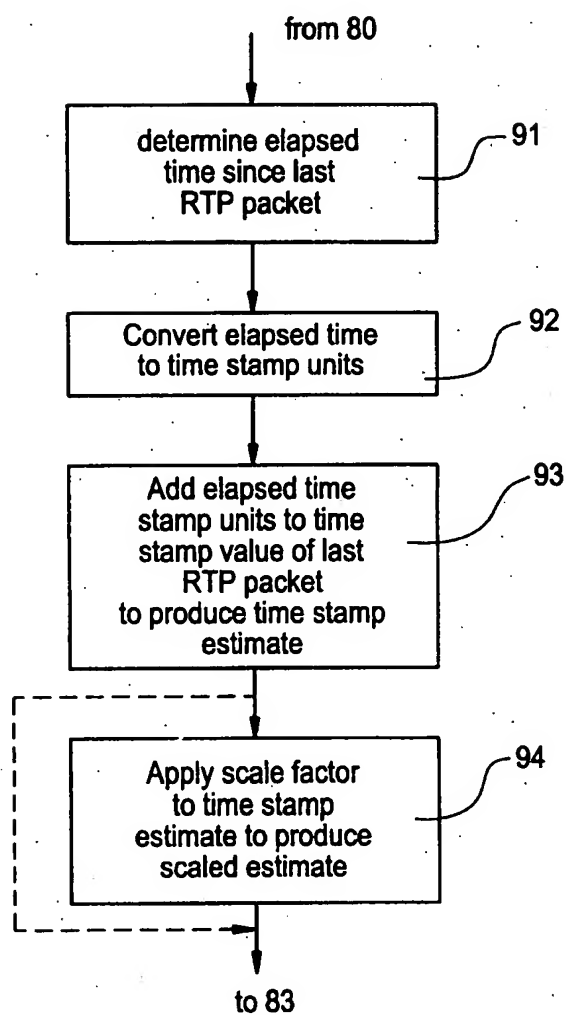 from 80
determine elapsed
time since last
RTP packet
91
Convert elapsed time
to time stamp units
92
Add elapsed time
stamp units to time
stamp value of last
RTP packet
to produce time stamp
estimate
93
Apply scale factor
to time stamp
estimate to produce
scaled estimate
94
to 83